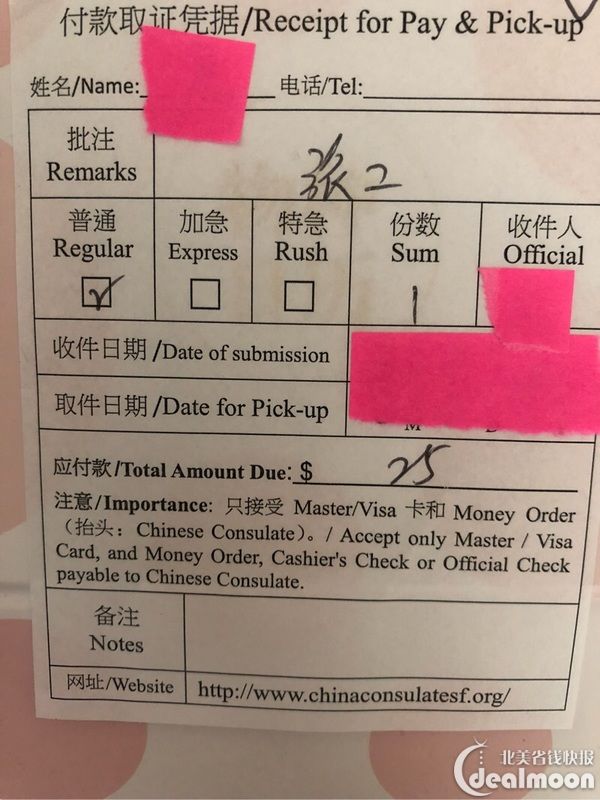 付款取证凭据/Receipt for Pay & Pick-up
姓名/Name: 电话/Tel:
批注
Remarks
张工
普通
Regular
加急
Express
特急
Rush
份数
Sum
收件人
Official
1
收件日期/Date of submission
取件日期/Date for Pick-up
应付款/Total Amount Due: $ 25
注意/Importance: 只接受 Master/Visa 卡和 Money Order
（抬头：Chinese Consulate）。/ Accept only Master / Visa
Card, and Money Order, Cashier's Check or Official Check
payable to Chinese Consulate.
备注
Notes
网址/Website http://www.chinaconsulatesf.org/
北美省钱快报
dealmoon